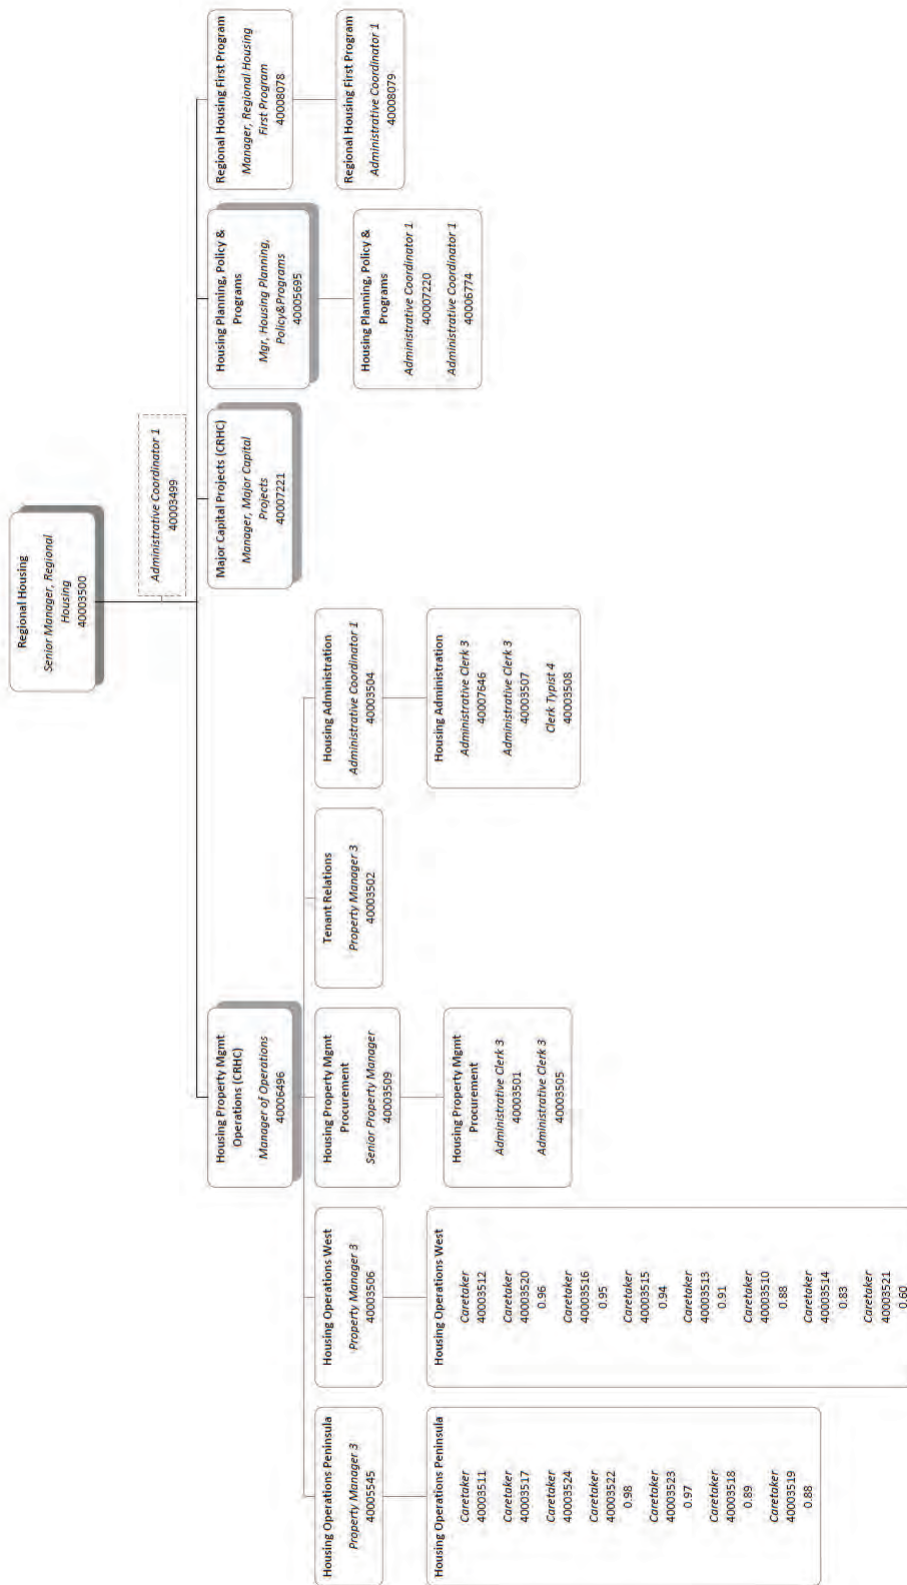 Regional Housing
Senior Manager, Regional
Housing
40003500
Administrative Coordinator 1
40003499
Housing Property Mgmt
Operations (CRHC)
Manager of Operations
40006496
Major Capital Projects (CRHC)
Manager, Major Capital
Projects
40007221
Housing Planning, Policy &
Programs
Mgr, Housing Planning,
Policy&Programs
40005695
Regional Housing First Program
Manager, Regional Housing
First Program
40008078
Housing Operations Peninsula
Property Manager 3
40005545
Housing Operations West
Property Manager 3
40003506
Housing Property Mgmt
Procurement
Senior Property Manager
40003509
Tenant Relations
Property Manager 3
40003502
Housing Administration
Administrative Coordinator 1
40003504
Housing Planning, Policy &
Programs
Administrative Coordinator 1
40007220
Administrative Coordinator 1
40006774
Regional Housing First Program
Administrative Coordinator 1
40008079
Housing Operations Peninsula
Caretaker
40003511
Caretaker
40003517
Caretaker
40003524
Caretaker
40003522
0.98
Caretaker
40003523
0.97
Caretaker
40003518
0.89
Caretaker
40003519
0.88
Housing Operations West
Caretaker
40003512
Caretaker
40003520
0.96
Caretaker
40003516
0.95
Caretaker
40003515
0.94
Caretaker
40003513
0.91
Caretaker
40003510
0.88
Caretaker
40003514
0.83
Caretaker
40003521
0.60
Housing Property Mgmt
Procurement
Administrative Clerk 3
40003501
Administrative Clerk 3
40003505
Housing Administration
Administrative Clerk 3
40007646
Administrative Clerk 3
40003507
Clerk Typist 4
40003508